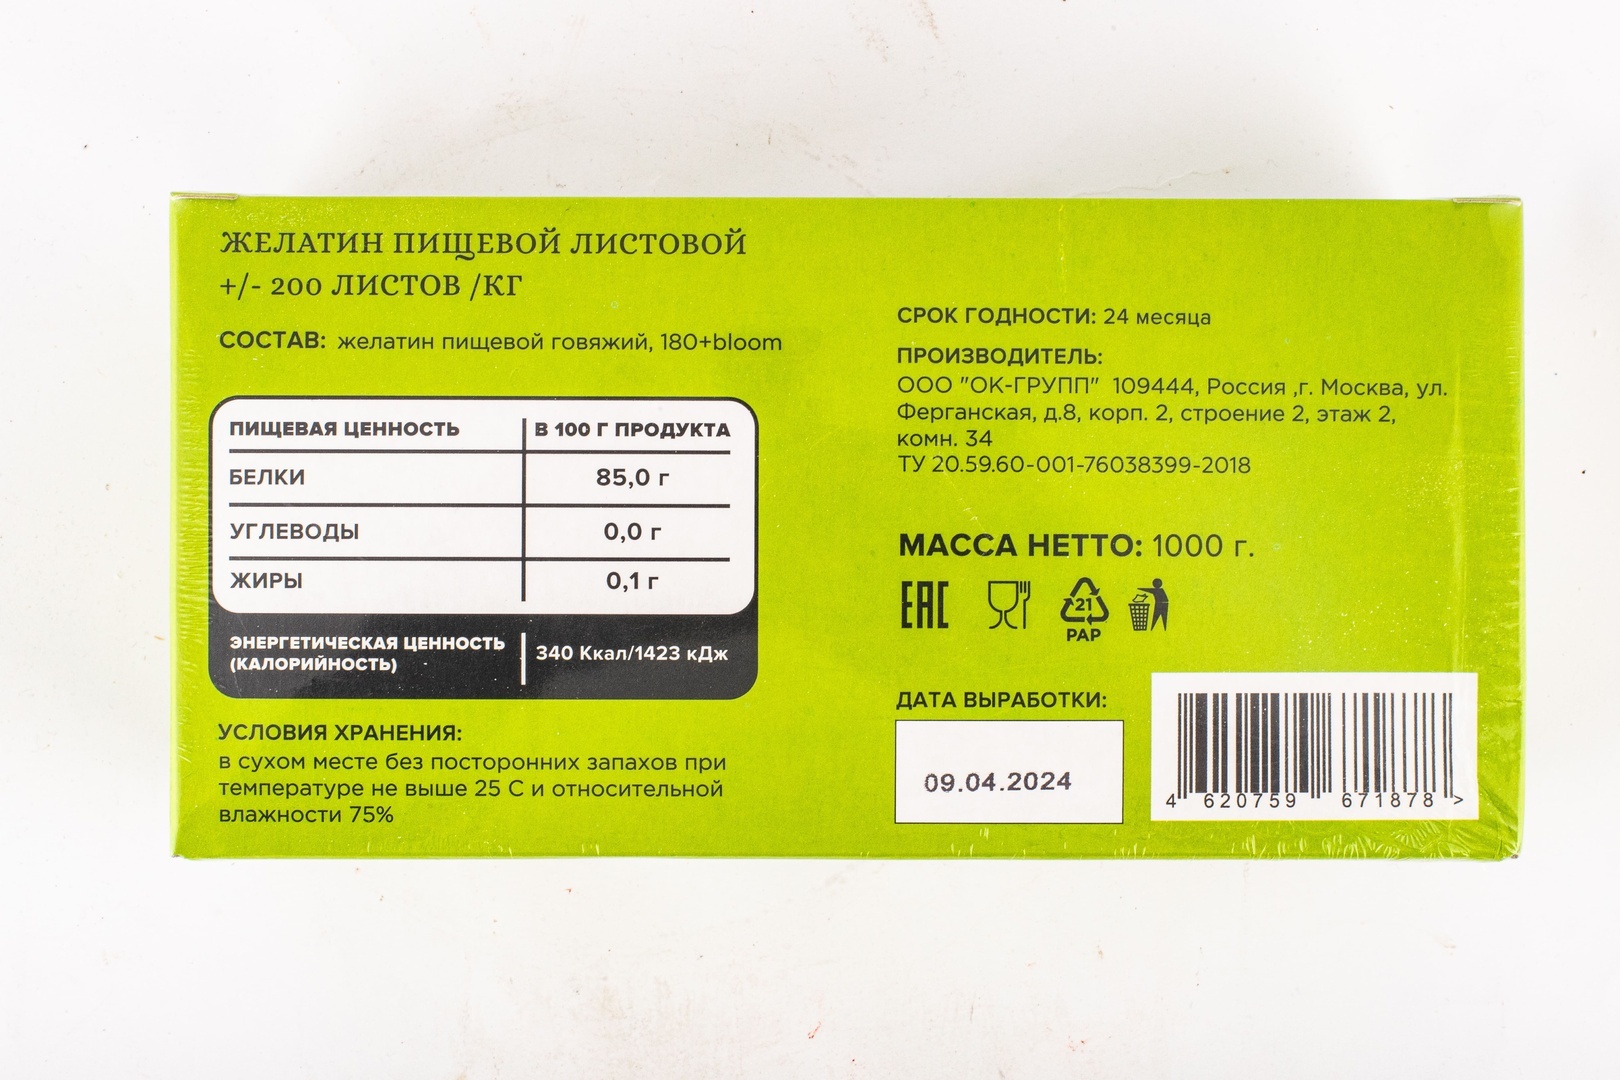 ЖЕЛАТИН ПИЩЕВОЙ ЛИСТОВОЙ
+/- 200 ЛИСТОВ /КГ
СОСТАВ: желатин пищевой говяжий, 180+bloom
ПИЩЕВАЯ ЦЕННОСТЬ В 100 Г ПРОДУКТА
БЕЛКИ 85,0 г
УГЛЕВОДЫ 0,0 г
ЖИРЫ 0,1 г
ЭНЕРГЕТИЧЕСКАЯ ЦЕННОСТЬ
(КАЛОРИЙНОСТЬ) 340 Ккал/1423 кДж
УСЛОВИЯ ХРАНЕНИЯ:
в сухом месте без посторонних запахов при
температуре не выше 25 С и относительной
влажности 75%
СРОК ГОДНОСТИ: 24 месяца
ПРОИЗВОДИТЕЛЬ:
ООО "ОК-ГРУПП" 109444, Россия ,г. Москва, ул.
Ферганская, д.8, корп. 2, строение 2, этаж 2,
комн. 34
ТУ 20.59.60-001-76038399-2018
МАССА НЕТТО: 1000 г.
EAC
21
PAP
ДАТА ВЫРАБОТКИ:
09.04.2024
4 620759 671878 >